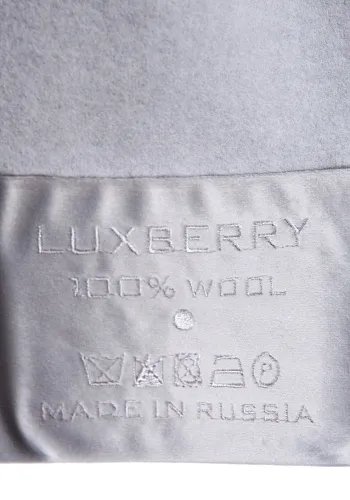 LUXBERRY
100% WOOL
P
MADE IN RUSSIA